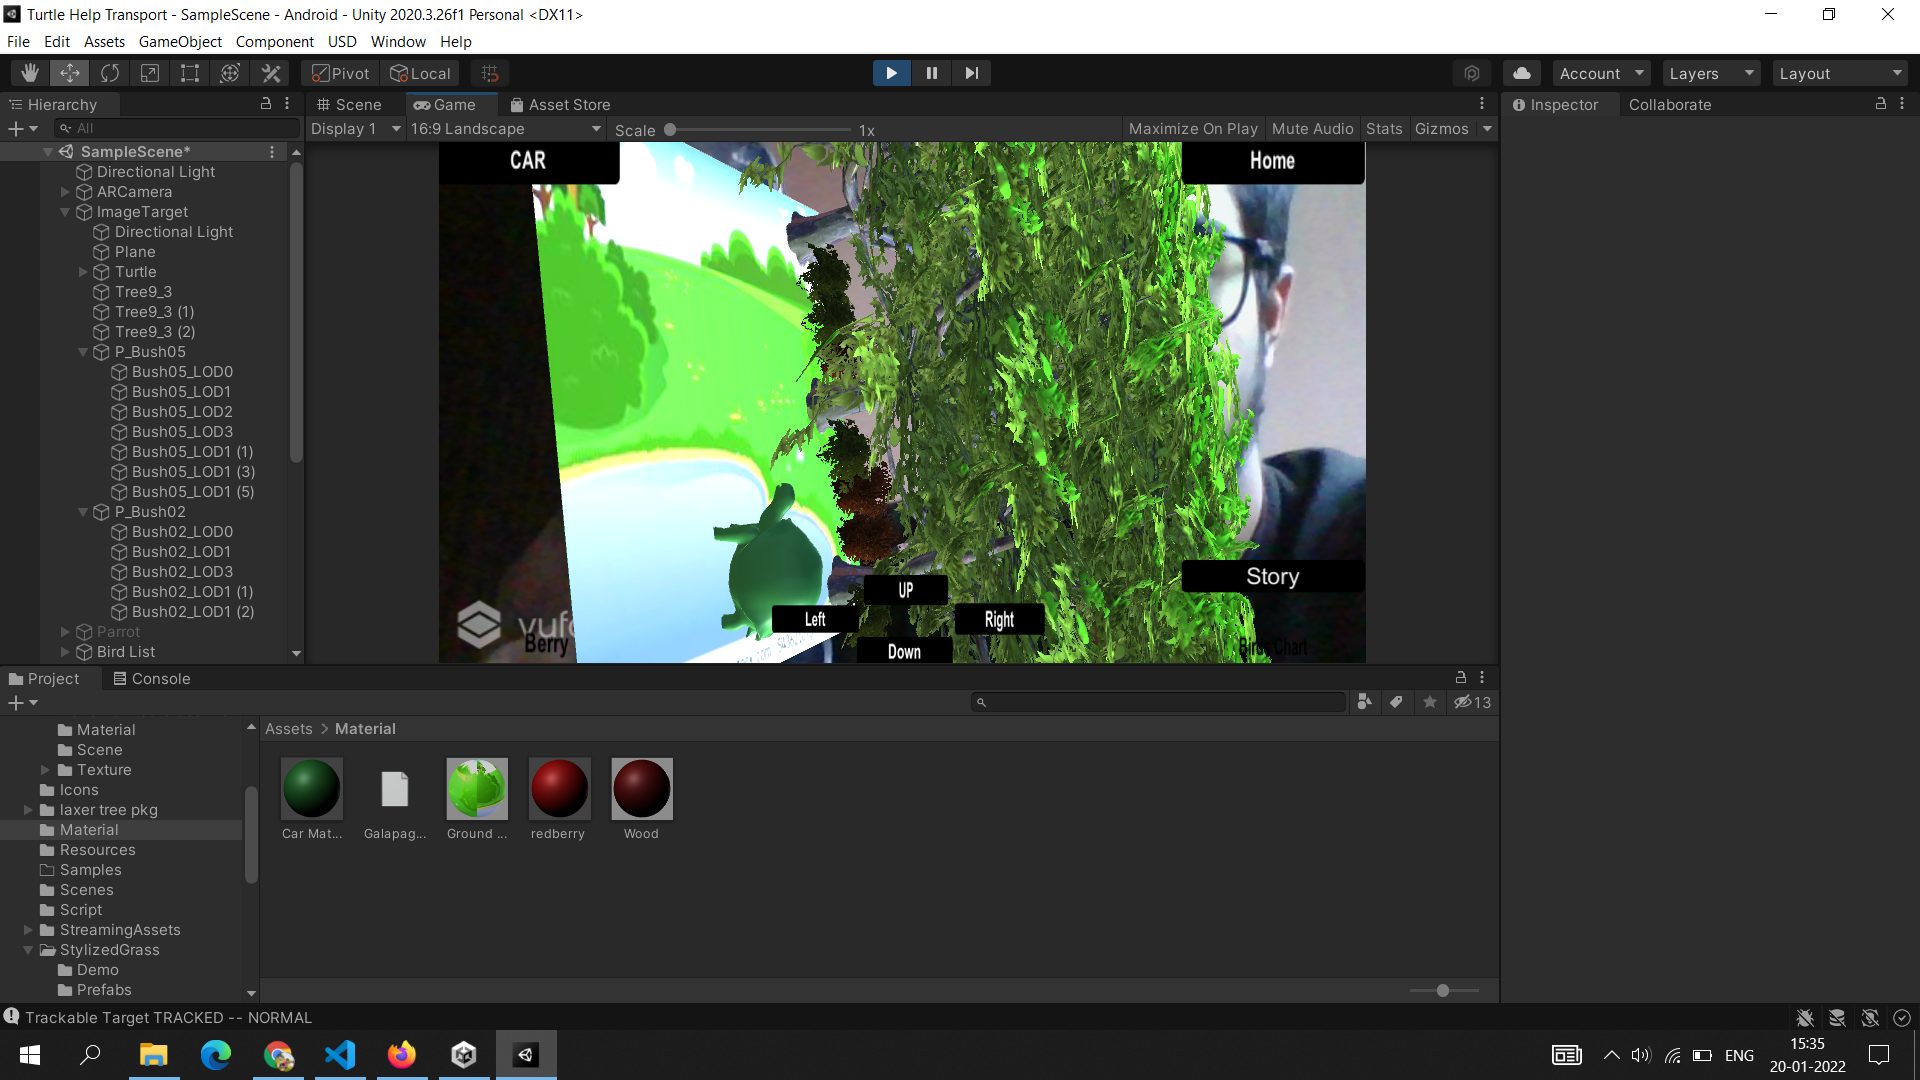 Turtle Help Transport - SampleScene - Android - Unity 2020.3.26f1 Personal <DX11>
File Edit Assets GameObject Component USD Window Help
Pivot Local Account Layers Layout
Hierarchy
All
SampleScene*
Directional Light
ARCamera
ImageTarget
Directional Light
Plane
Turtle
Tree9_3
Tree9_3 (1)
Tree9_3 (2)
P_Bush05
Bush05_LOD0
Bush05_LOD1
Bush05_LOD2
Bush05_LOD3
Bush05_LOD1 (1)
Bush05_LOD1 (3)
Bush05_LOD1 (5)
P_Bush02
Bush02_LOD0
Bush02_LOD1
Bush02_LOD3
Bush02_LOD1 (1)
Bush02_LOD1 (2)
Parrot
Bird List
Scene Game Asset Store
Display 1 16:9 Landscape Scale 1x Maximize On Play Mute Audio Stats Gizmos
CAR Home
Story
UP
Left Right
Down
vufo
Berry
Birds Chart
Inspector Collaborate
Project Console
13
Material
Scene
Texture
Icons
laxer tree pkg
Material
Resources
Samples
Scenes
Script
StreamingAssets
StylizedGrass
Demo
Prefabs
Assets > Material
Car Mat... Galapag... Ground ... redberry Wood
Trackable Target TRACKED -- NORMAL
ENG
15:35
20-01-2022